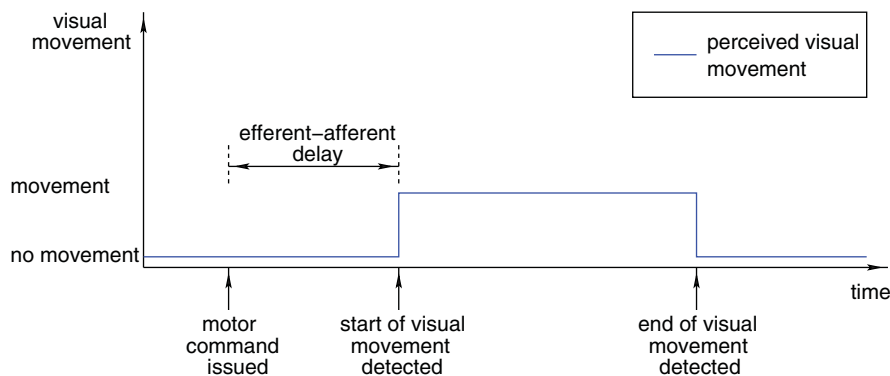 visual
movement
perceived visual
movement
efferent−afferent
delay
movement
no movement
time
motor
command
issued
start of visual
movement
detected
end of visual
movement
detected